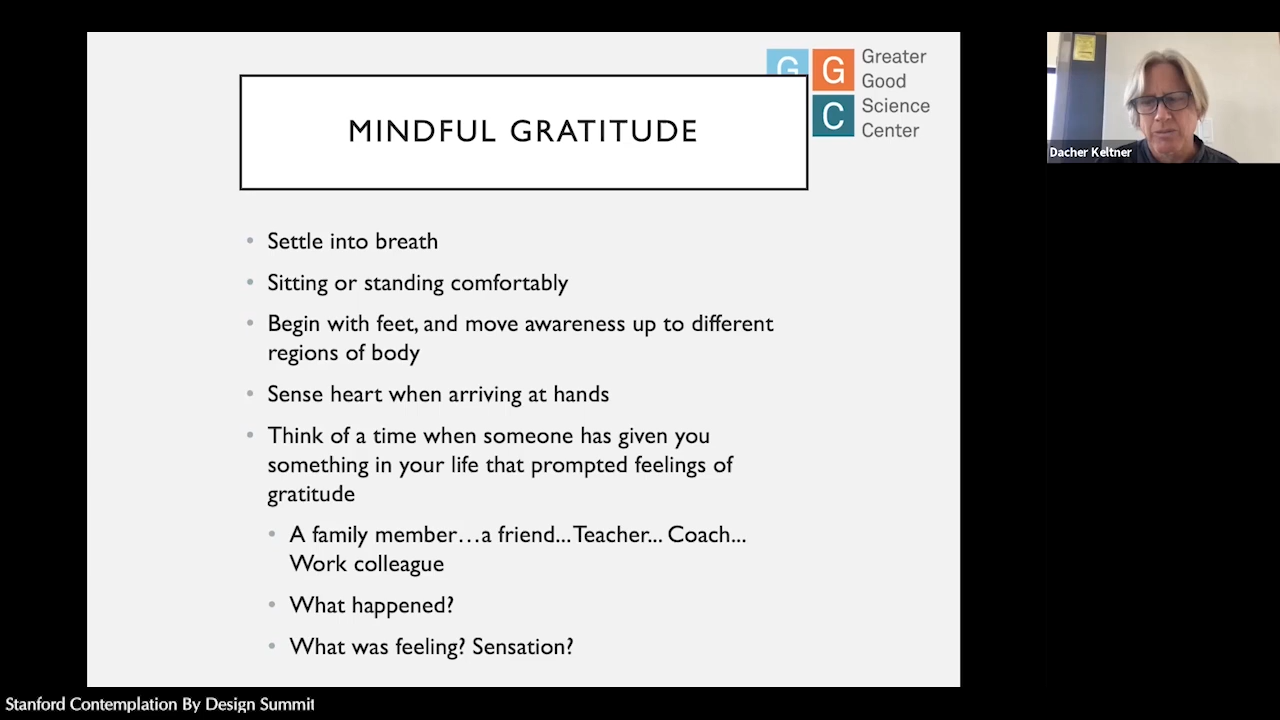 MINDFUL GRATITUDE
G G
C
Greater
Good
Science
Center
• Settle into breath
• Sitting or standing comfortably
• Begin with feet, and move awareness up to different
regions of body
• Sense heart when arriving at hands
• Think of a time when someone has given you
something in your life that prompted feelings of
gratitude
• A family member…a friend...Teacher... Coach...
Work colleague
• What happened?
• What was feeling? Sensation?
Dacher Keltner
Stanford Contemplation By Design Summit